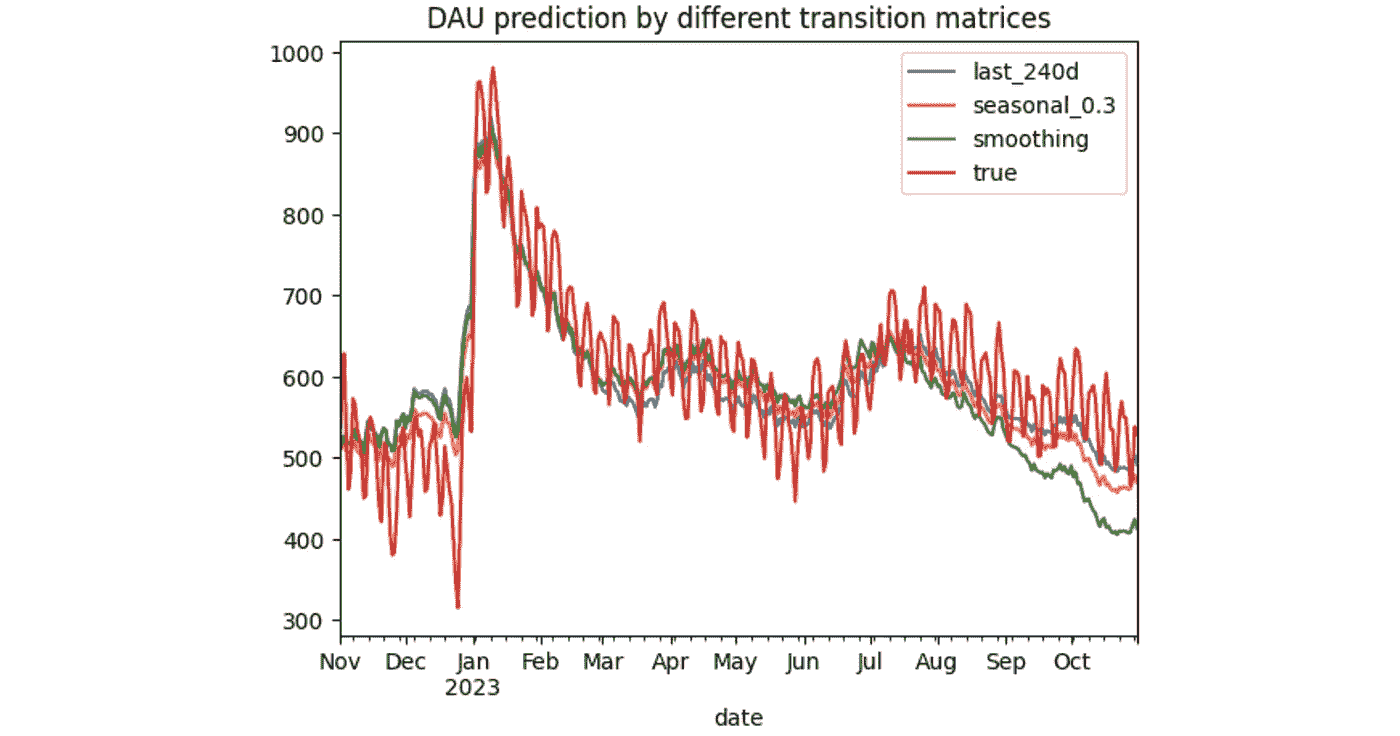 DAU prediction by different transition matrices
1000
900
800
700
600
500
400
300
last_240d
seasonal_0.3
smoothing
true
Nov Dec Jan Feb Mar Apr May Jun Jul Aug Sep Oct
2023
date